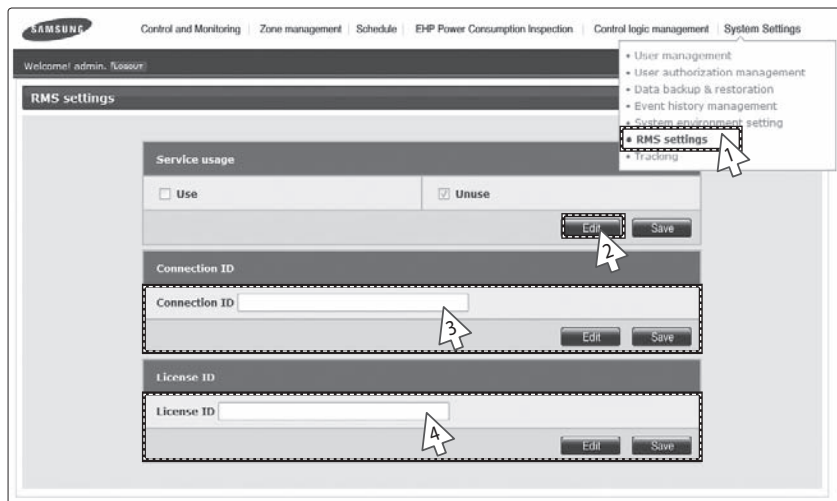 SAMSUNG
Control and Monitoring | Zone management | Schedule | EHP Power Consumption Inspection | Control logic management | System Settings
Welcome! admin. LOGOUT
• User management
• User authorization management
• Data backup & restoration
• Event history management
• System environment setting
• RMS settings
• Tracking
1
RMS settings
Service usage
Use
Unuse
Edit
Save
2
Connection ID
Connection ID
3
Edit
Save
License ID
License ID
4
Edit
Save